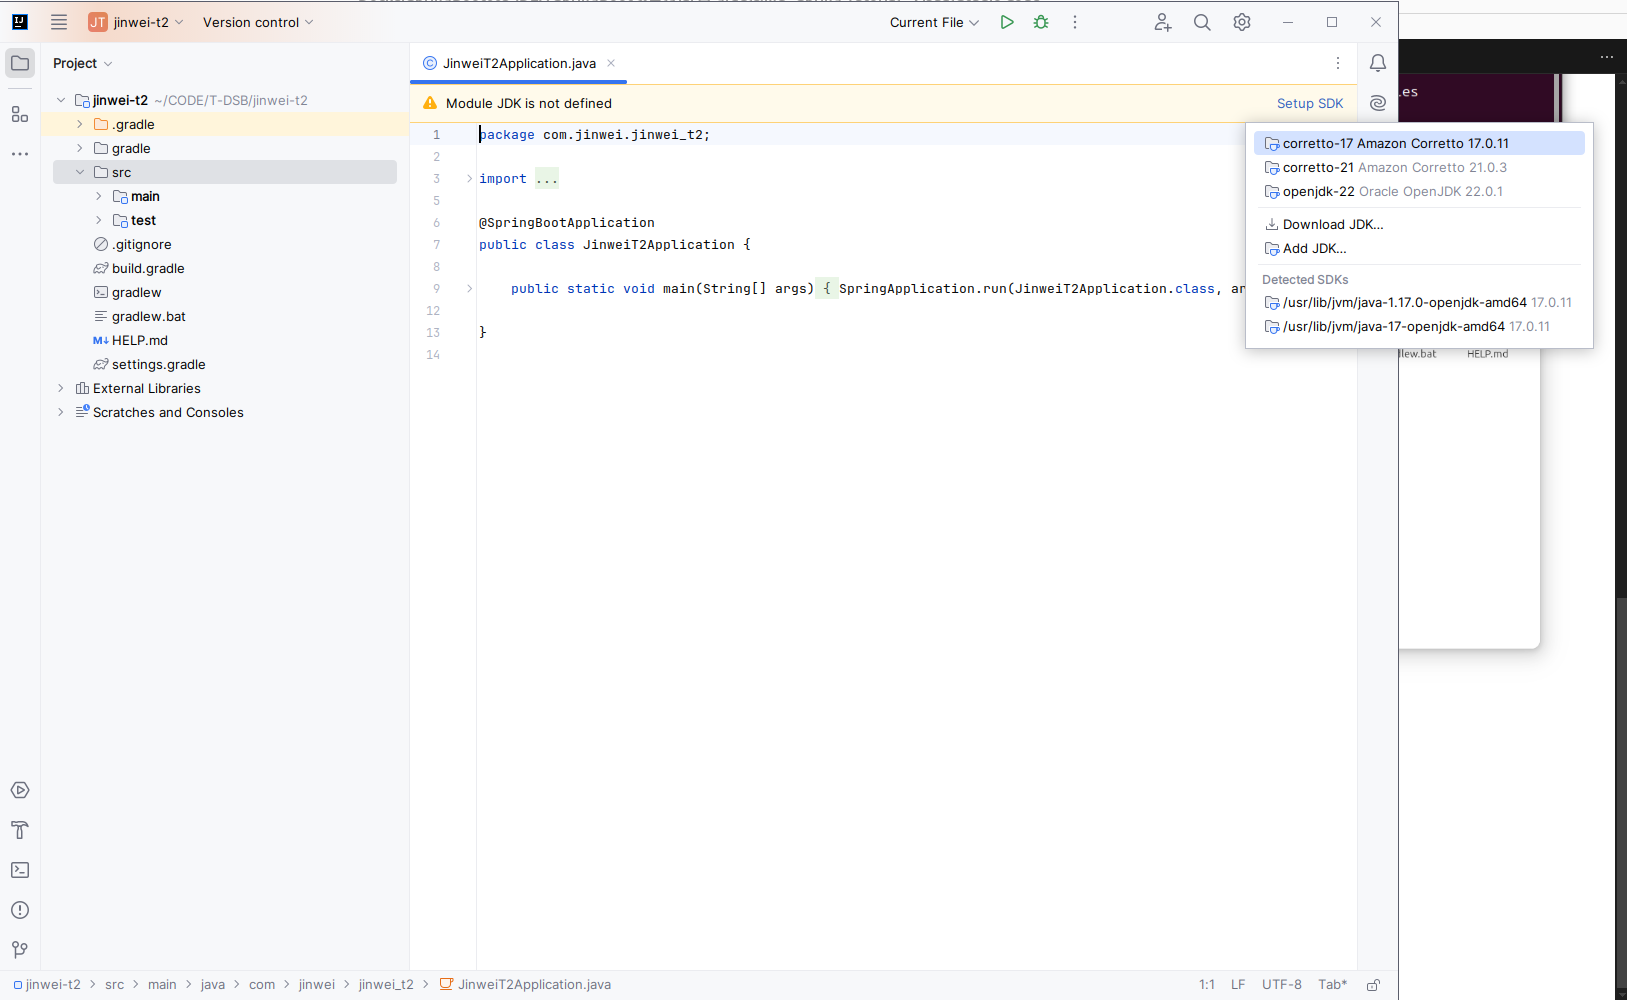 JT jinwei-t2 Version control Current File
Project
JinweiT2Application.java
Module JDK is not defined Setup SDK
jinwei-t2 ~/CODE/T-DSB/jinwei-t2
.gradle
gradle
src
main
test
.gitignore
build.gradle
gradlew
gradlew.bat
M↓ HELP.md
settings.gradle
External Libraries
Scratches and Consoles
1 package com.jinwei.jinwei_t2;
2
3 import ...
5
6 @SpringBootApplication
7 public class JinweiT2Application {
8
9 public static void main(String[] args) { SpringApplication.run(JinweiT2Application.class, ar
12
13 }
14
corretto-17 Amazon Corretto 17.0.11
corretto-21 Amazon Corretto 21.0.3
openjdk-22 Oracle OpenJDK 22.0.1
Download JDK...
Add JDK...
Detected SDKs
/usr/lib/jvm/java-1.17.0-openjdk-amd64 17.0.11
/usr/lib/jvm/java-17-openjdk-amd64 17.0.11
les
lew.bat HELP.md
jinwei-t2 > src > main > java > com > jinwei > jinwei_t2 > JinweiT2Application.java
1:1 LF UTF-8 Tab*